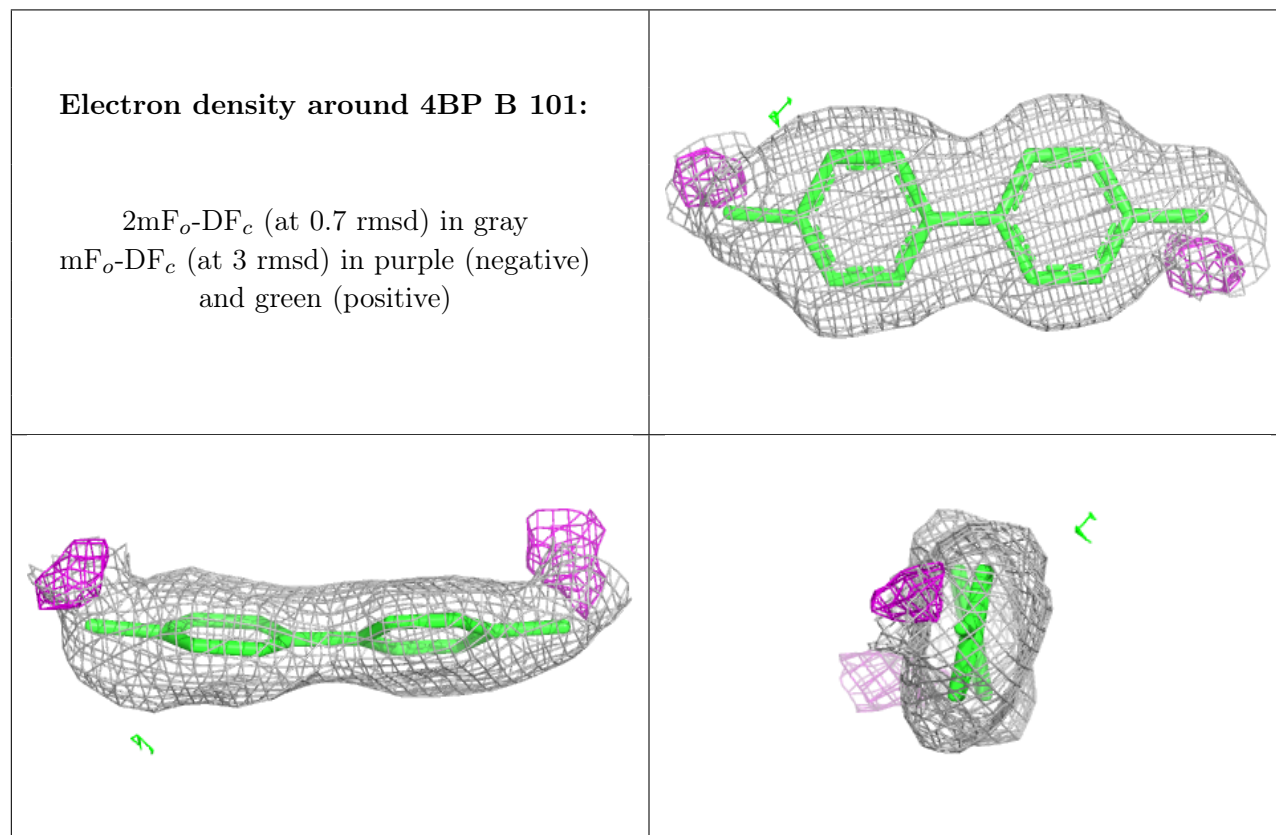 Electron density around 4BP B 101:
2mFₒ-DF𝒸 (at 0.7 rmsd) in gray
mFₒ-DF𝒸 (at 3 rmsd) in purple (negative)
and green (positive)